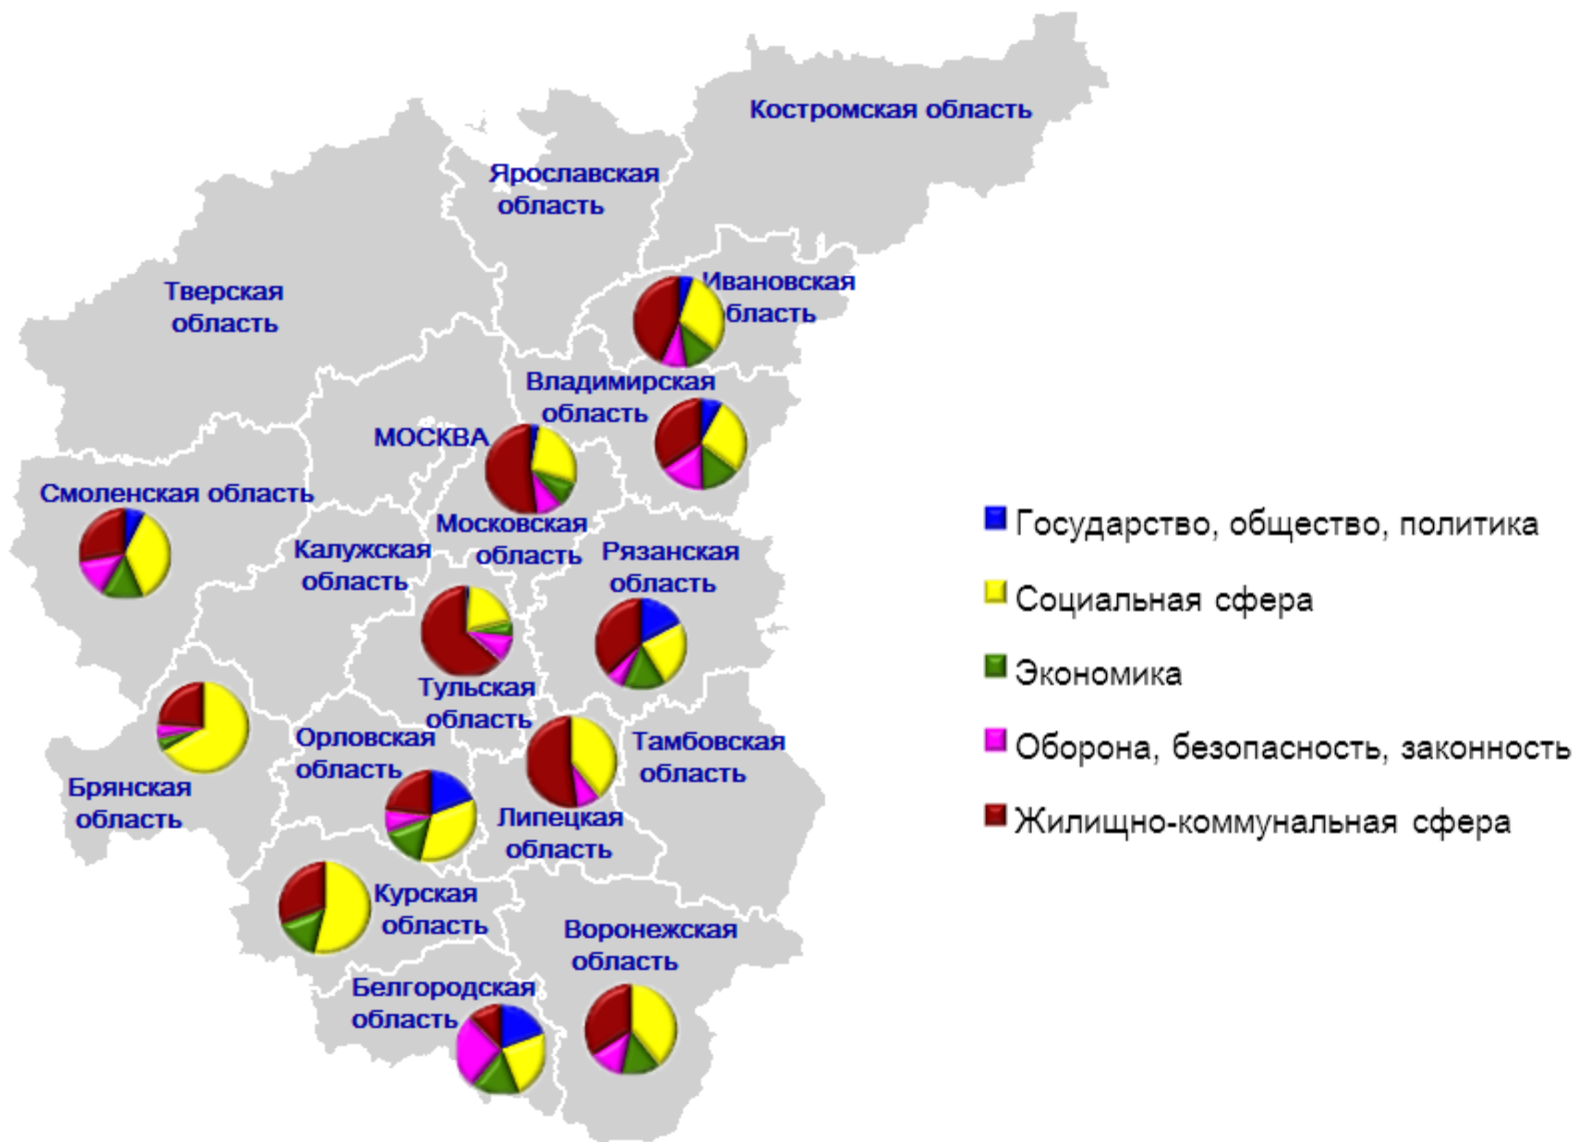 Костромская область
Ярославская
область
Тверская
область
Ивановская
бласть
Владимирская
область
МОСКВА
Смоленская область
Московская
область
Калужская
область
Рязанская
область
Тульская
область
Орловская
область
Тамбовская
область
Брянская
область
Липецкая
область
Курская
область
Воронежская
область
Белгородская
область
Государство, общество, политика
Социальная сфера
Экономика
Оборона, безопасность, законность
Жилищно-коммунальная сфера